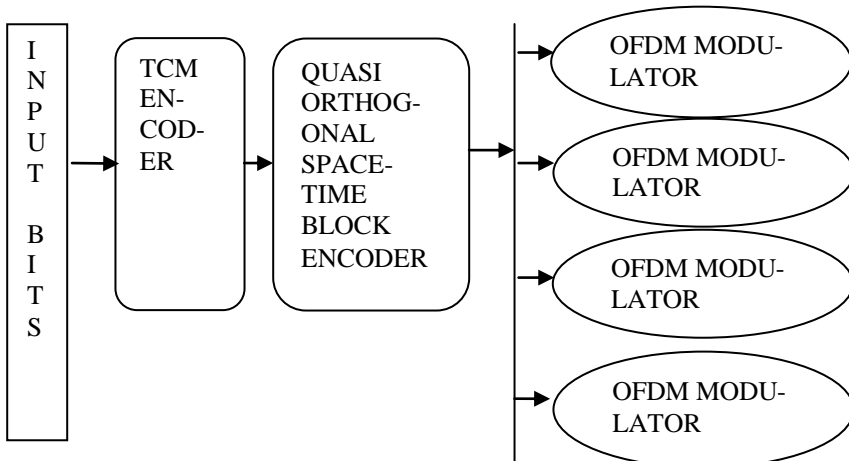 I
N
P
U
T
B
I
T
S
TCM
EN-
COD-
ER
QUASI
ORTHOG-
ONAL
SPACE-
TIME
BLOCK
ENCODER
OFDM MODU-
LATOR
OFDM MODU-
LATOR
OFDM MODU-
LATOR
OFDM MODU-
LATOR